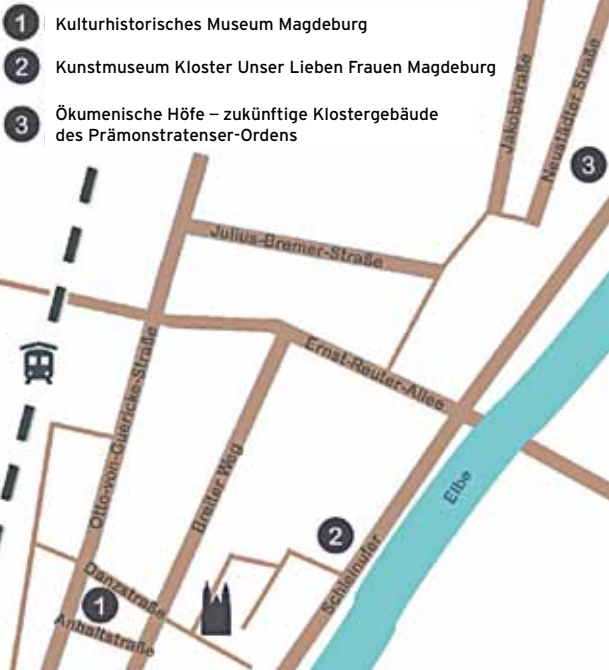 1 Kulturhistorisches Museum Magdeburg
2 Kunstmuseum Kloster Unser Lieben Frauen Magdeburg
3 Ökumenische Höfe – zukünftige Klostergebäude
des Prämonstratenser-Ordens
Jakobstraße
Neustädter Straße
3
Julius-Bremer-Straße
Ernst-Reuter-Allee
Otto-von-Guericke-Straße
Breiter Weg
Elbe
2
Schleinufer
Danzstraße
1
Anhaltstraße